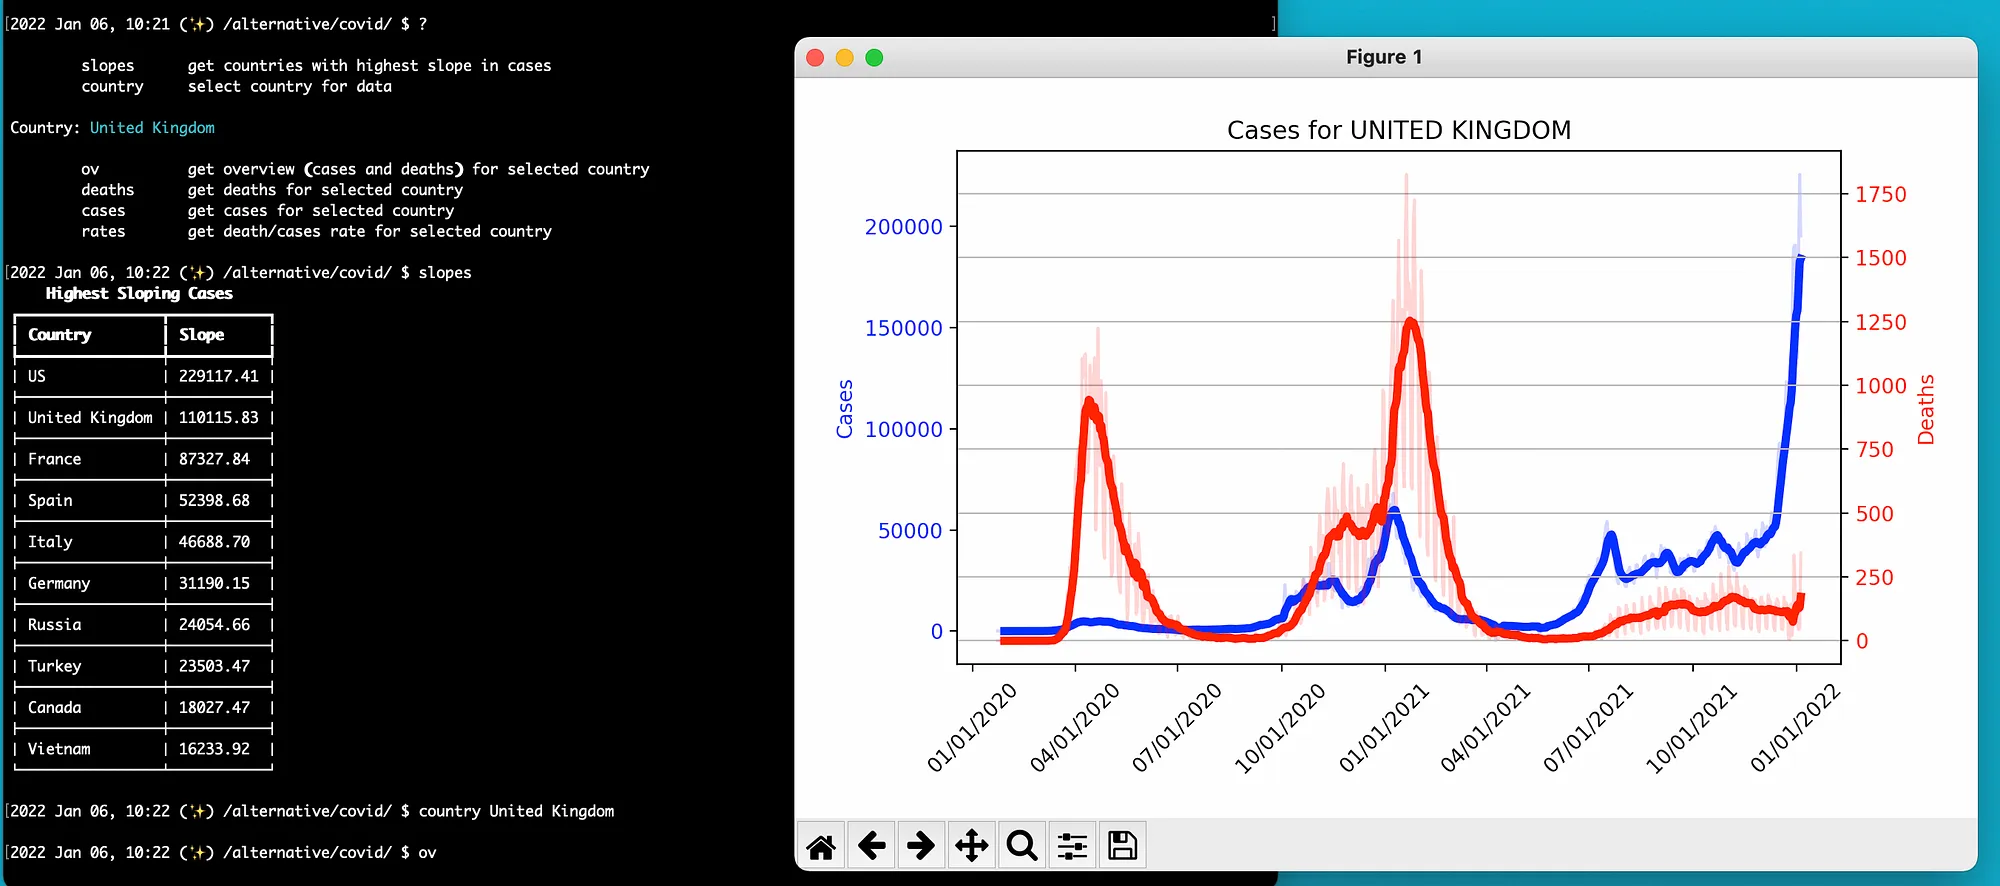 [2022 Jan 06, 10:21 (✨) /alternative/covid/ $ ? ]
slopes get countries with highest slope in cases
country select country for data
Country: United Kingdom
ov get overview (cases and deaths) for selected country
deaths get deaths for selected country
cases get cases for selected country
rates get death/cases rate for selected country
[2022 Jan 06, 10:22 (✨) /alternative/covid/ $ slopes
Highest Sloping Cases
Country Slope
US 229117.41
United Kingdom 110115.83
France 87327.84
Spain 52398.68
Italy 46688.70
Germany 31190.15
Russia 24054.66
Turkey 23503.47
Canada 18027.47
Vietnam 16233.92
[2022 Jan 06, 10:22 (✨) /alternative/covid/ $ country United Kingdom
[2022 Jan 06, 10:22 (✨) /alternative/covid/ $ ov
Figure 1
Cases for UNITED KINGDOM
Cases
200000
150000
100000
50000
0
1750
1500
1250
1000
750
500
250
0
Deaths
01/01/2020
04/01/2020
07/01/2020
10/01/2020
01/01/2021
04/01/2021
07/01/2021
10/01/2021
01/01/2022